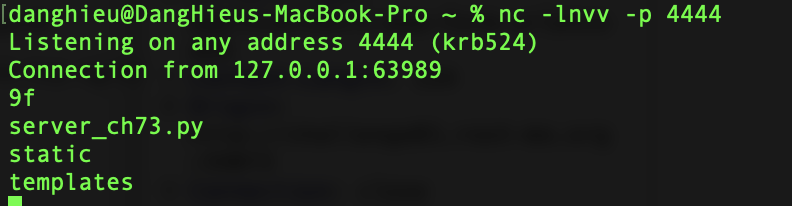 [danghieu@DangHieus-MacBook-Pro ~ % nc -lnvv -p 4444
Listening on any address 4444 (krb524)
Connection from 127.0.0.1:63989
9f
server_ch73.py
static
templates